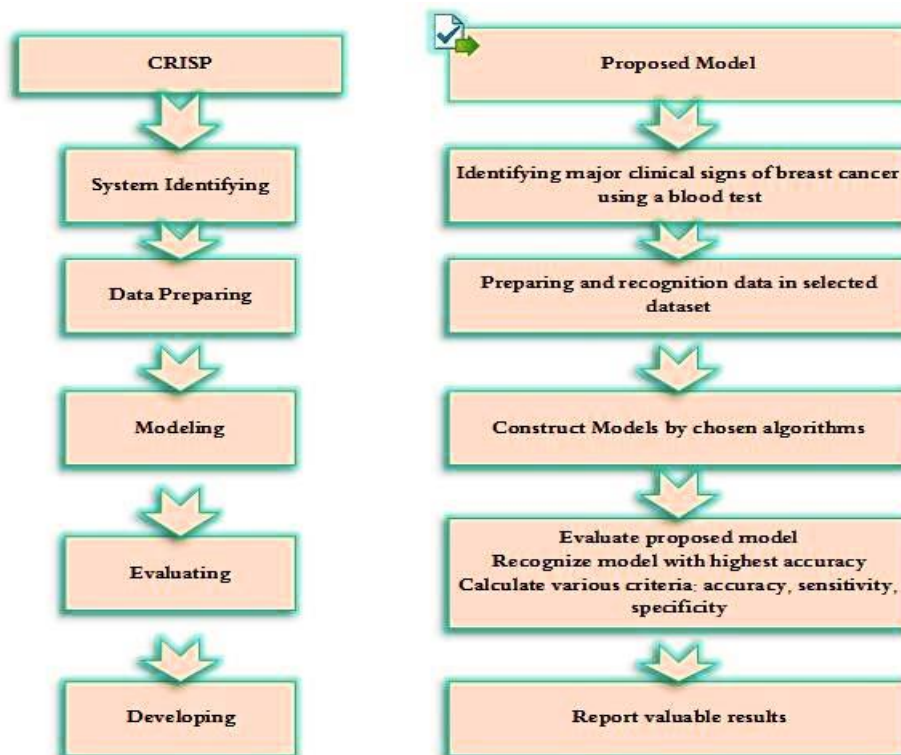 CRISP
System Identifying
Data Preparing
Modeling
Evaluating
Developing
Proposed Model
Identifying major clinical signs of breast cancer
using a blood test
Preparing and recognition data in selected
dataset
Construct Models by chosen algorithms
Evaluate proposed model
Recognize model with highest accuracy
Calculate various criteria: accuracy, sensitivity,
specificity
Report valuable results